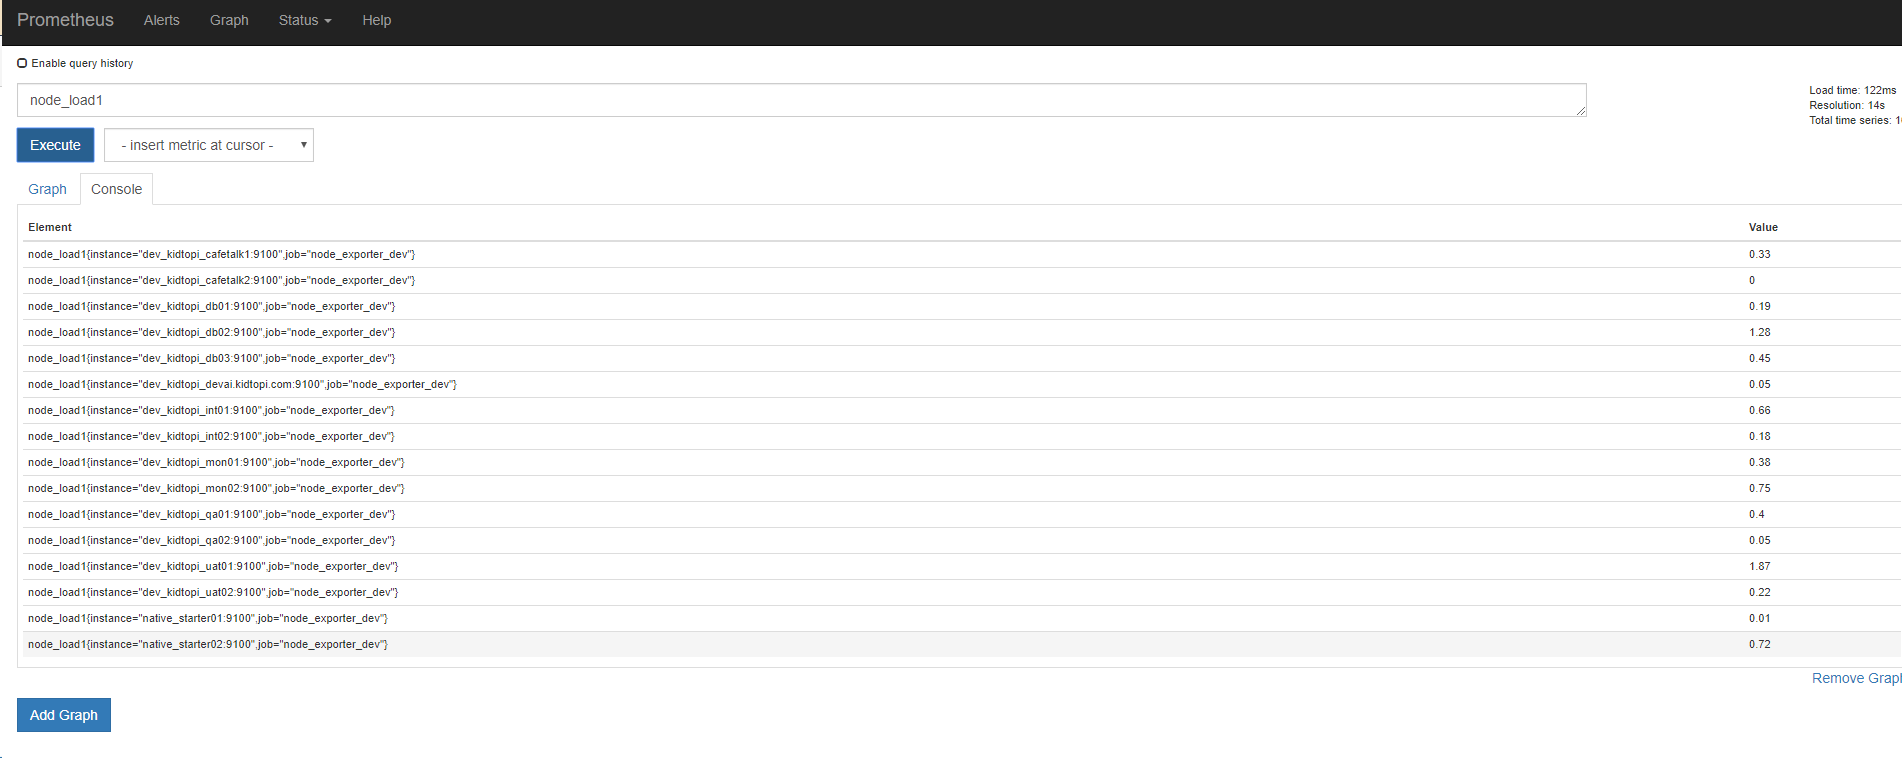 Prometheus Alerts Graph Status Help
Enable query history
node_load1
Load time: 122ms
Resolution: 14s
Total time series: 1
Execute - insert metric at cursor -
Graph Console
Element Value
node_load1{instance="dev_kidtopi_cafetalk1:9100",job="node_exporter_dev"} 0.33
node_load1{instance="dev_kidtopi_cafetalk2:9100",job="node_exporter_dev"} 0
node_load1{instance="dev_kidtopi_db01:9100",job="node_exporter_dev"} 0.19
node_load1{instance="dev_kidtopi_db02:9100",job="node_exporter_dev"} 1.28
node_load1{instance="dev_kidtopi_db03:9100",job="node_exporter_dev"} 0.45
node_load1{instance="dev_kidtopi_devai.kidtopi.com:9100",job="node_exporter_dev"} 0.05
node_load1{instance="dev_kidtopi_int01:9100",job="node_exporter_dev"} 0.66
node_load1{instance="dev_kidtopi_int02:9100",job="node_exporter_dev"} 0.18
node_load1{instance="dev_kidtopi_mon01:9100",job="node_exporter_dev"} 0.38
node_load1{instance="dev_kidtopi_mon02:9100",job="node_exporter_dev"} 0.75
node_load1{instance="dev_kidtopi_qa01:9100",job="node_exporter_dev"} 0.4
node_load1{instance="dev_kidtopi_qa02:9100",job="node_exporter_dev"} 0.05
node_load1{instance="dev_kidtopi_uat01:9100",job="node_exporter_dev"} 1.87
node_load1{instance="dev_kidtopi_uat02:9100",job="node_exporter_dev"} 0.22
node_load1{instance="native_starter01:9100",job="node_exporter_dev"} 0.01
node_load1{instance="native_starter02:9100",job="node_exporter_dev"} 0.72
Remove Grap
Add Graph